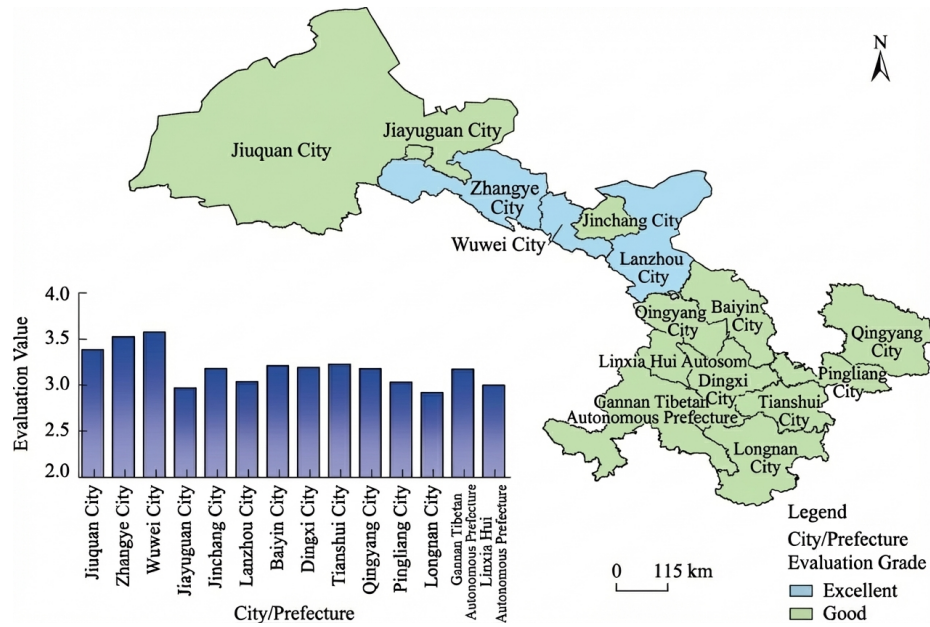 N
Jiuquan City
Jiayuguan City
Zhangye
City
Jinchang City
Wuwei City
Lanzhou
City
Qingyang
City
Baiyin
City
Qingyang
City
Linxia Hui Autosom
Dingxi
City
Pingliang
City
Gannan Tibetan
Autonomous Prefecture
Tianshui
City
Longnan
City
Evaluation Value
4.0
3.5
3.0
2.5
2.0
Jiuquan City
Zhangye City
Wuwei City
Jiayuguan City
Jinchang City
Lanzhou City
Baiyin City
Dingxi City
Tianshui City
Qingyang City
Pingliang City
Longnan City
Gannan Tibetan
Autonomous Prefocture
Linxia Hui
Autonomous Prefecture
City/Prefecture
0 115 km
Legend
City/Prefecture
Evaluation Grade
Excellent
Good